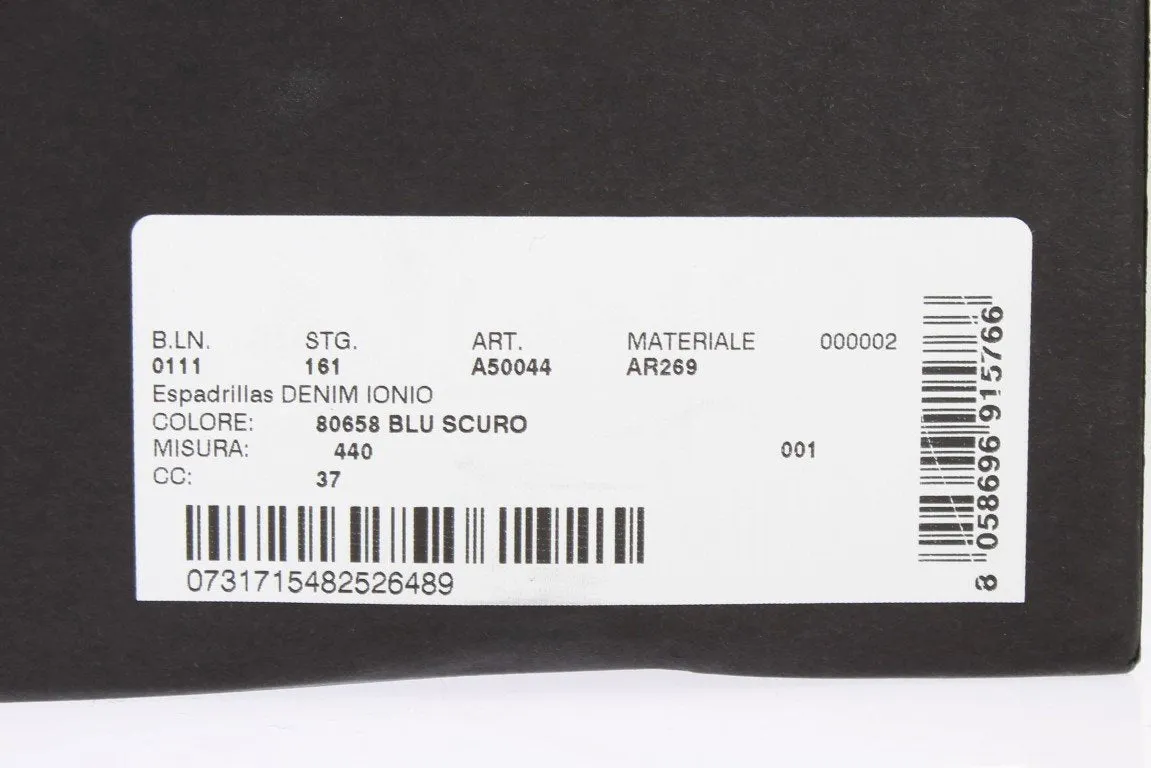 B.LN. STG. ART. MATERIALE 000002
0111 161 A50044 AR269
Espadrillas DENIM IONIO
COLORE: 80658 BLU SCURO
MISURA: 440 001
CC: 37
0731715482526489
8 058696 915766